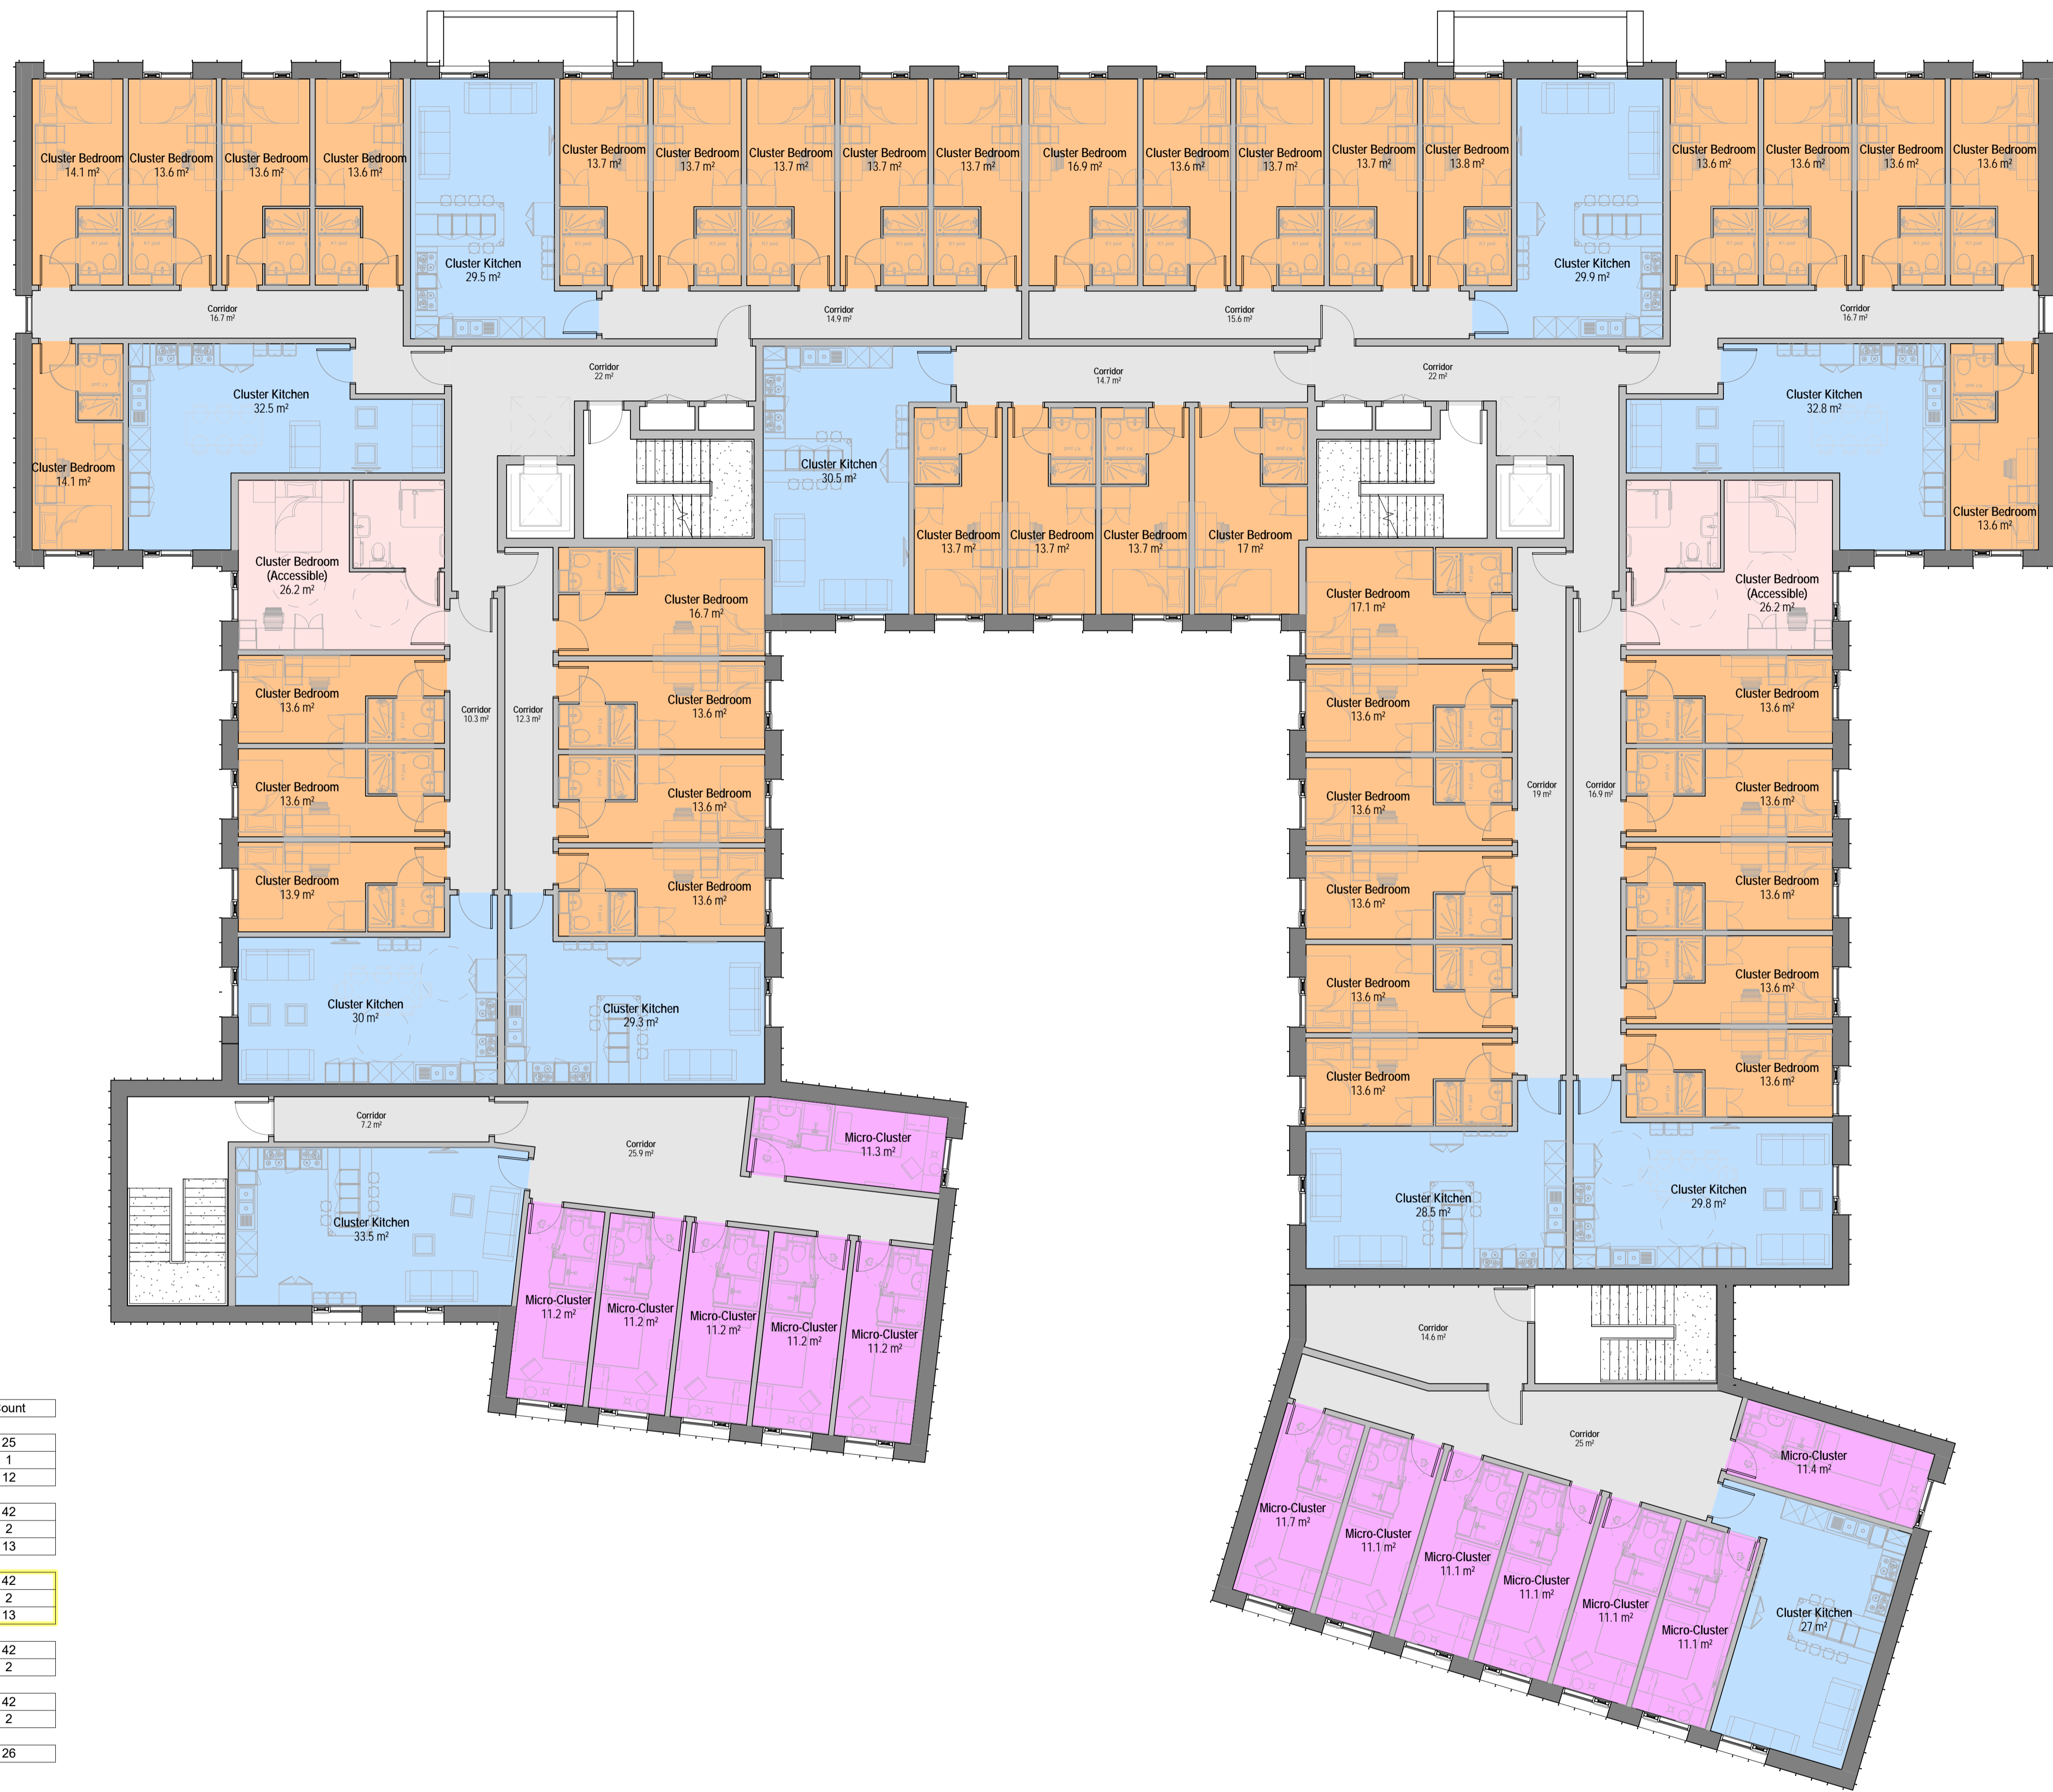 Cluster Bedroom
14.1 m²
Cluster Bedroom
13.6 m²
Cluster Bedroom
13.6 m²
Cluster Bedroom
13.6 m²
Cluster Kitchen
29.5 m²
Cluster Bedroom
13.7 m²
Cluster Bedroom
13.7 m²
Cluster Bedroom
13.7 m²
Cluster Bedroom
13.7 m²
Cluster Bedroom
13.7 m²
Cluster Bedroom
16.9 m²
Cluster Bedroom
13.6 m²
Cluster Bedroom
13.7 m²
Cluster Bedroom
13.7 m²
Cluster Bedroom
13.8 m²
Cluster Kitchen
29.9 m²
Cluster Bedroom
13.6 m²
Cluster Bedroom
13.6 m²
Cluster Bedroom
13.6 m²
Cluster Bedroom
13.6 m²
Corridor
16.7 m²
Corridor
14.9 m²
Corridor
15.6 m²
Corridor
16.7 m²
Corridor
22 m²
Corridor
14.7 m²
Corridor
22 m²
Cluster Kitchen
32.5 m²
Cluster Kitchen
32.8 m²
Cluster Bedroom
14.1 m²
Cluster Kitchen
30.5 m²
Cluster Bedroom
13.7 m²
Cluster Bedroom
13.7 m²
Cluster Bedroom
13.7 m²
Cluster Bedroom
17 m²
Cluster Bedroom
13.6 m²
Cluster Bedroom
(Accessible)
26.2 m²
Cluster Bedroom
16.7 m²
Cluster Bedroom
17.1 m²
Cluster Bedroom
(Accessible)
26.2 m²
Cluster Bedroom
13.6 m²
Corridor
10.3 m²
Corridor
12.3 m²
Cluster Bedroom
13.6 m²
Cluster Bedroom
13.6 m²
Cluster Bedroom
13.6 m²
Cluster Bedroom
13.6 m²
Cluster Bedroom
13.6 m²
Cluster Bedroom
13.6 m²
Corridor
19 m²
Corridor
16.9 m²
Cluster Bedroom
13.6 m²
Cluster Bedroom
13.9 m²
Cluster Bedroom
13.6 m²
Cluster Bedroom
13.6 m²
Cluster Bedroom
13.6 m²
Cluster Kitchen
30 m²
Cluster Kitchen
29.3 m²
Cluster Bedroom
13.6 m²
Cluster Bedroom
13.6 m²
Cluster Bedroom
13.6 m²
Cluster Bedroom
13.6 m²
Corridor
7.2 m²
Corridor
25.9 m²
Micro-Cluster
11.3 m²
Cluster Kitchen
33.5 m²
Cluster Kitchen
28.5 m²
Cluster Kitchen
29.8 m²
Micro-Cluster
11.2 m²
Micro-Cluster
11.2 m²
Micro-Cluster
11.2 m²
Micro-Cluster
11.2 m²
Micro-Cluster
11.2 m²
Corridor
14.6 m²
Corridor
25 m²
Micro-Cluster
11.4 m²
Micro-Cluster
11.7 m²
Micro-Cluster
11.1 m²
Micro-Cluster
11.1 m²
Micro-Cluster
11.1 m²
Micro-Cluster
11.1 m²
Micro-Cluster
11.1 m²
Cluster Kitchen
27 m²
ount
25
1
12
42
2
13
42
2
13
42
2
42
2
26